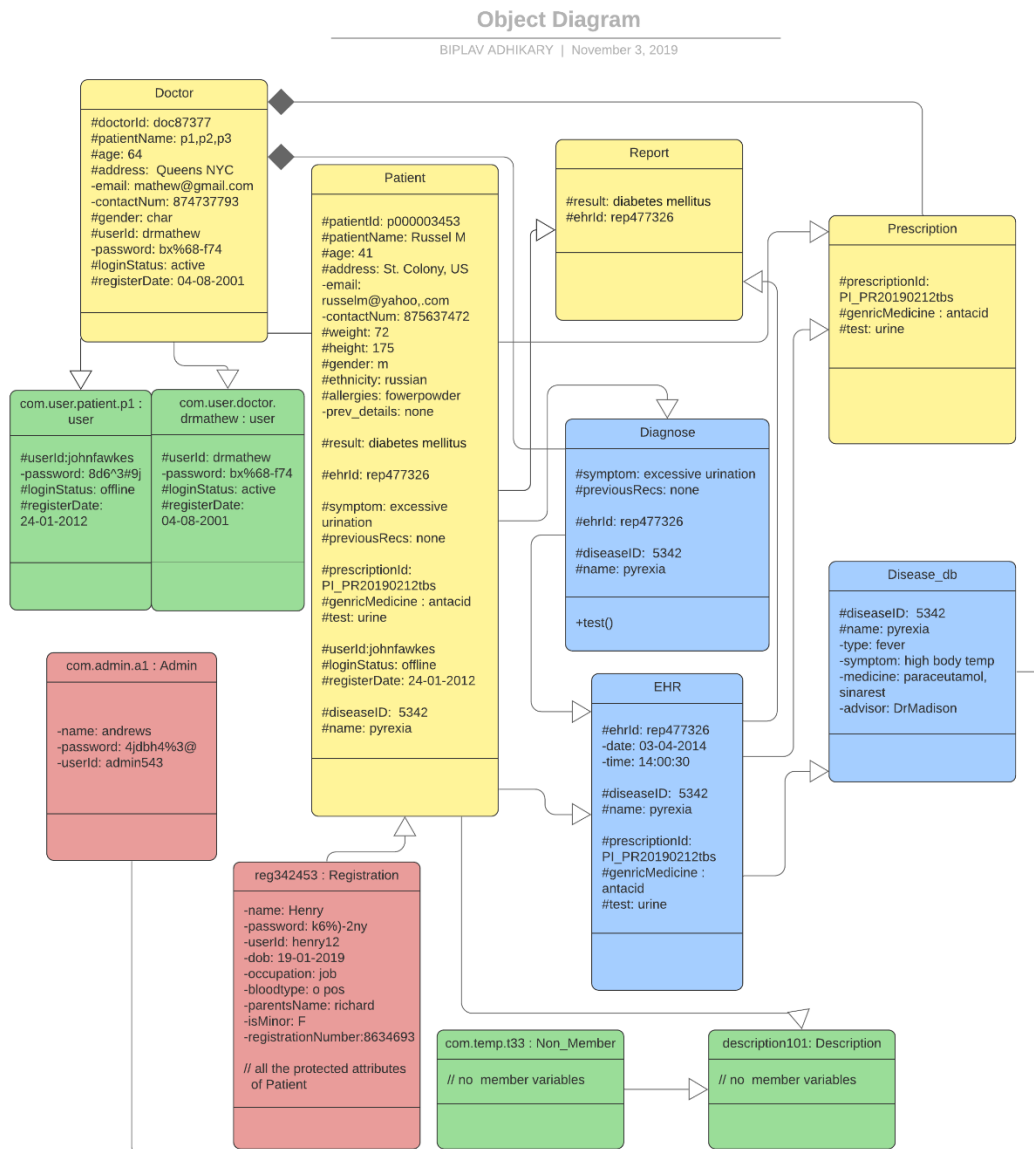 Object Diagram
BIPLAV ADHIKARY | November 3, 2019
Doctor
#doctorId: doc87377
#patientName: p1,p2,p3
#age: 64
#address:  Queens NYC
-email: mathew@gmail.com
-contactNum: 874737793
#gender: char
#userId: drmathew
-password: bx%68-f74
#loginStatus: active
#registerDate: 04-08-2001
Patient
#patientId: p000003453
#patientName: Russel M
#age: 41
#address: St. Colony, US
-email:
russelm@yahoo,.com
-contactNum: 875637472
#weight: 72
#height: 175
#gender: m
#ethnicity: russian
#allergies: fowerpowder
-prev_details: none
#result: diabetes mellitus
#ehrId: rep477326
#symptom: excessive
urination
#previousRecs: none
#prescriptionId:
PI_PR20190212tbs
#genricMedicine : antacid
#test: urine
#userId:johnfawkes
#loginStatus: offline
#registerDate: 24-01-2012
#diseaseID:  5342
#name: pyrexia
Report
#result: diabetes mellitus
#ehrId: rep477326
Prescription
#prescriptionId:
PI_PR20190212tbs
#genricMedicine : antacid
#test: urine
com.user.patient.p1 :
user
#userId:johnfawkes
-password: 8d6^3#9j
#loginStatus: offline
#registerDate:
24-01-2012
com.user.doctor.
drmathew : user
#userId: drmathew
-password: bx%68-f74
#loginStatus: active
#registerDate:
04-08-2001
Diagnose
#symptom: excessive urination
#previousRecs: none
#ehrId: rep477326
#diseaseID:  5342
#name: pyrexia
+test()
Disease_db
#diseaseID:  5342
#name: pyrexia
-type: fever
-symptom: high body temp
-medicine: paraceutamol,
sinarest
-advisor: DrMadison
com.admin.a1 : Admin
-name: andrews
-password: 4jdbh4%3@
-userId: admin543
EHR
#ehrId: rep477326
-date: 03-04-2014
-time: 14:00:30
#diseaseID:  5342
#name: pyrexia
#prescriptionId:
PI_PR20190212tbs
#genricMedicine :
antacid
#test: urine
reg342453 : Registration
-name: Henry
-password: k6%)-2ny
-userId: henry12
-dob: 19-01-2019
-occupation: job
-bloodtype: o pos
-parentsName: richard
-isMinor: F
-registrationNumber:8634693
// all the protected attributes
of Patient
com.temp.t33 : Non_Member
// no  member variables
description101: Description
// no  member variables